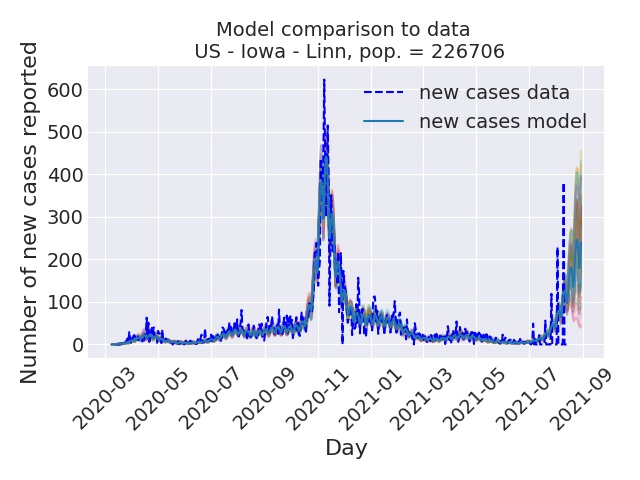 Model comparison to data
US - Iowa - Linn, pop. = 226706
Number of new cases reported
600
500
400
300
200
100
0
new cases data
new cases model
2020-03
2020-05
2020-07
2020-09
2020-11
2021-01
2021-03
2021-05
2021-07
2021-09
Day